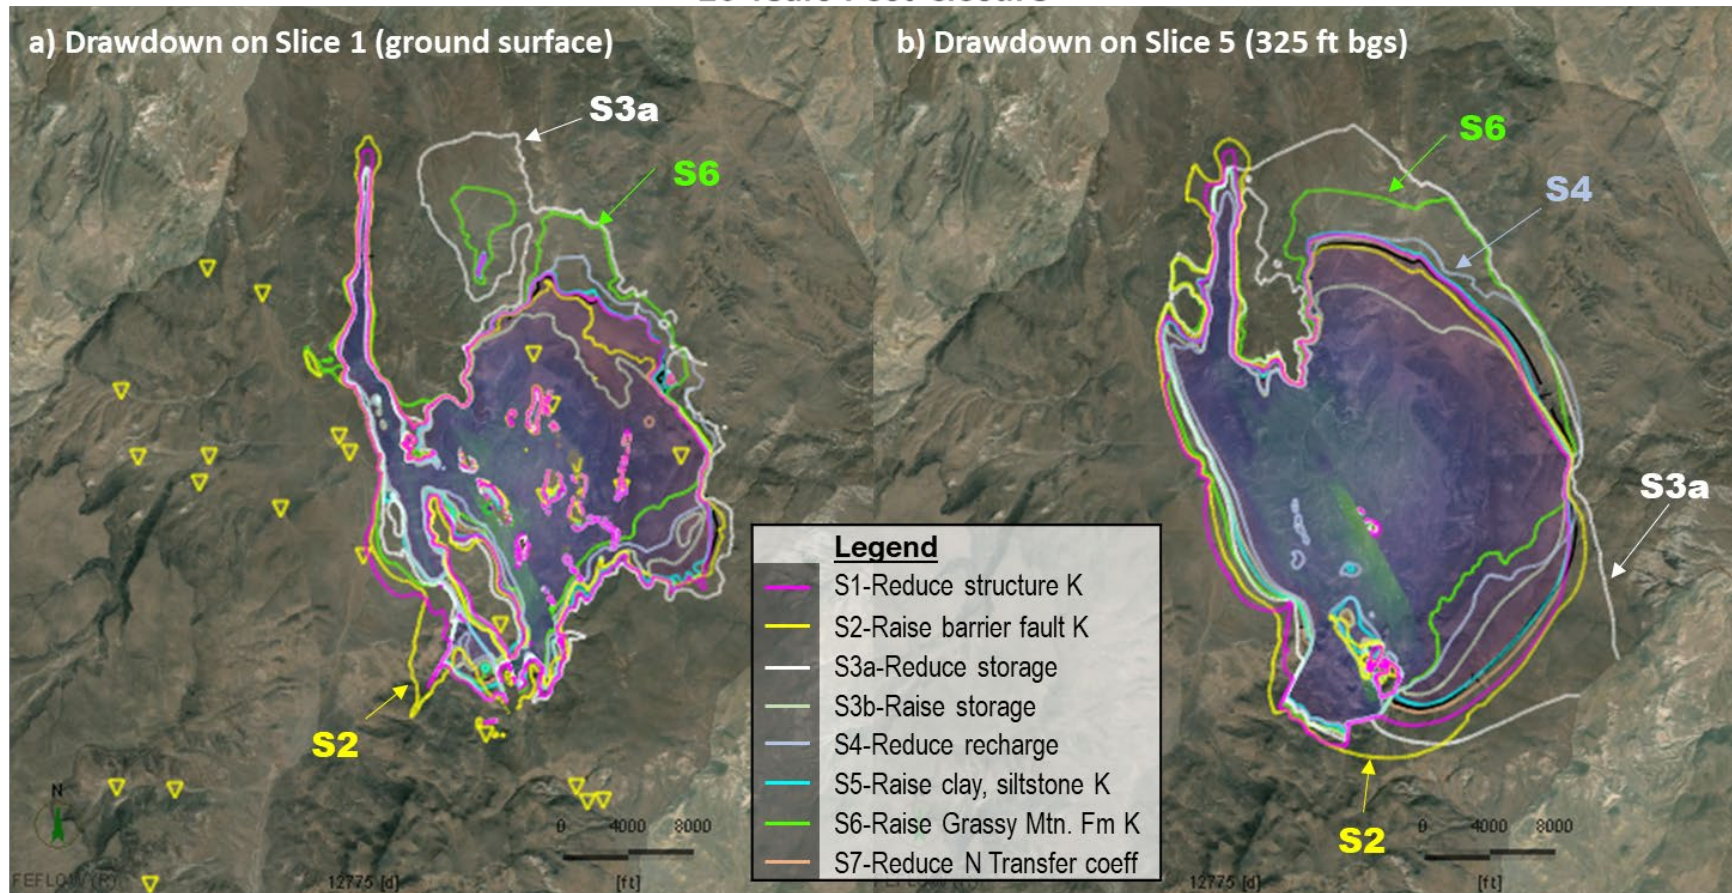 a) Drawdown on Slice 1 (ground surface)
b) Drawdown on Slice 5 (325 ft bgs)
S3a
S6
S2
S6
S4
S3a
S2
Legend
S1-Reduce structure K
S2-Raise barrier fault K
S3a-Reduce storage
S3b-Raise storage
S4-Reduce recharge
S5-Raise clay, siltstone K
S6-Raise Grassy Mtn. Fm K
S7-Reduce N Transfer coeff
N
0 4000 8000
FEFLOW (R)
12775 [d]
[ft]
0 4000 8000
12775 [d]
[ft]